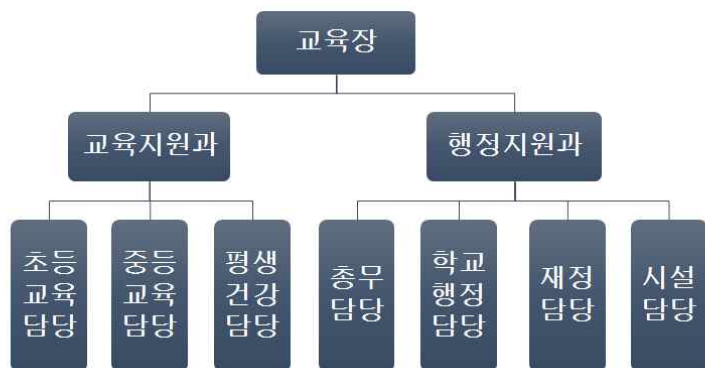 교육장
교육지원과
행정지원과
초등
교육
담당
중등
교육
담당
평생
건강
담당
총무
담당
학교
행정
담당
재정
담당
시설
담당